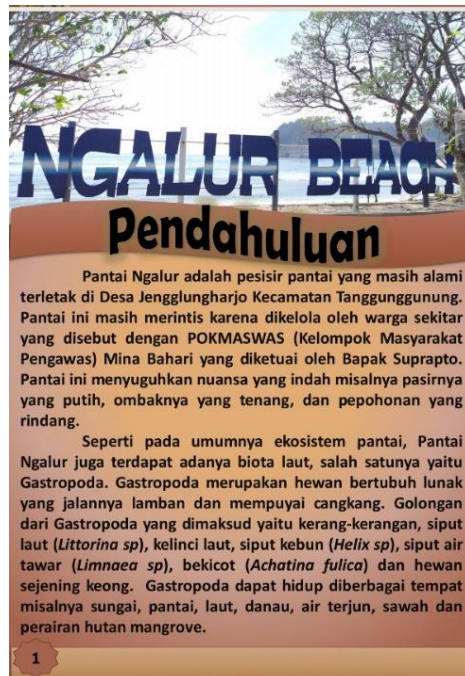 NGALUR BEACH
Pendahuluan
Pantai Ngalur adalah pesisir pantai yang masih alami
terletak di Desa Jengglungharjo Kecamatan Tanggunggunung.
Pantai ini masih merintis karena dikelola oleh warga sekitar
yang disebut dengan POKMASWAS (Kelompok Masyarakat
Pengawas) Mina Bahari yang diketuai oleh Bapak Suprapto.
Pantai ini menyuguhkan nuansa yang indah misalnya pasirnya
yang putih, ombaknya yang tenang, dan pepohonan yang
rindang.
Seperti pada umumnya ekosistem pantai, Pantai
Ngalur juga terdapat adanya biota laut, salah satunya yaitu
Gastropoda. Gastropoda merupakan hewan bertubuh lunak
yang jalannya lamban dan mempuyai cangkang. Golongan
dari Gastropoda yang dimaksud yaitu kerang-kerangan, siput
laut (Littorina sp), kelinci laut, siput kebun (Helix sp), siput air
tawar (Limnaea sp), bekicot (Achatina fulica) dan hewan
sejening keong. Gastropoda dapat hidup diberbagai tempat
misalnya sungai, pantai, laut, danau, air terjun, sawah dan
perairan hutan mangrove.
1